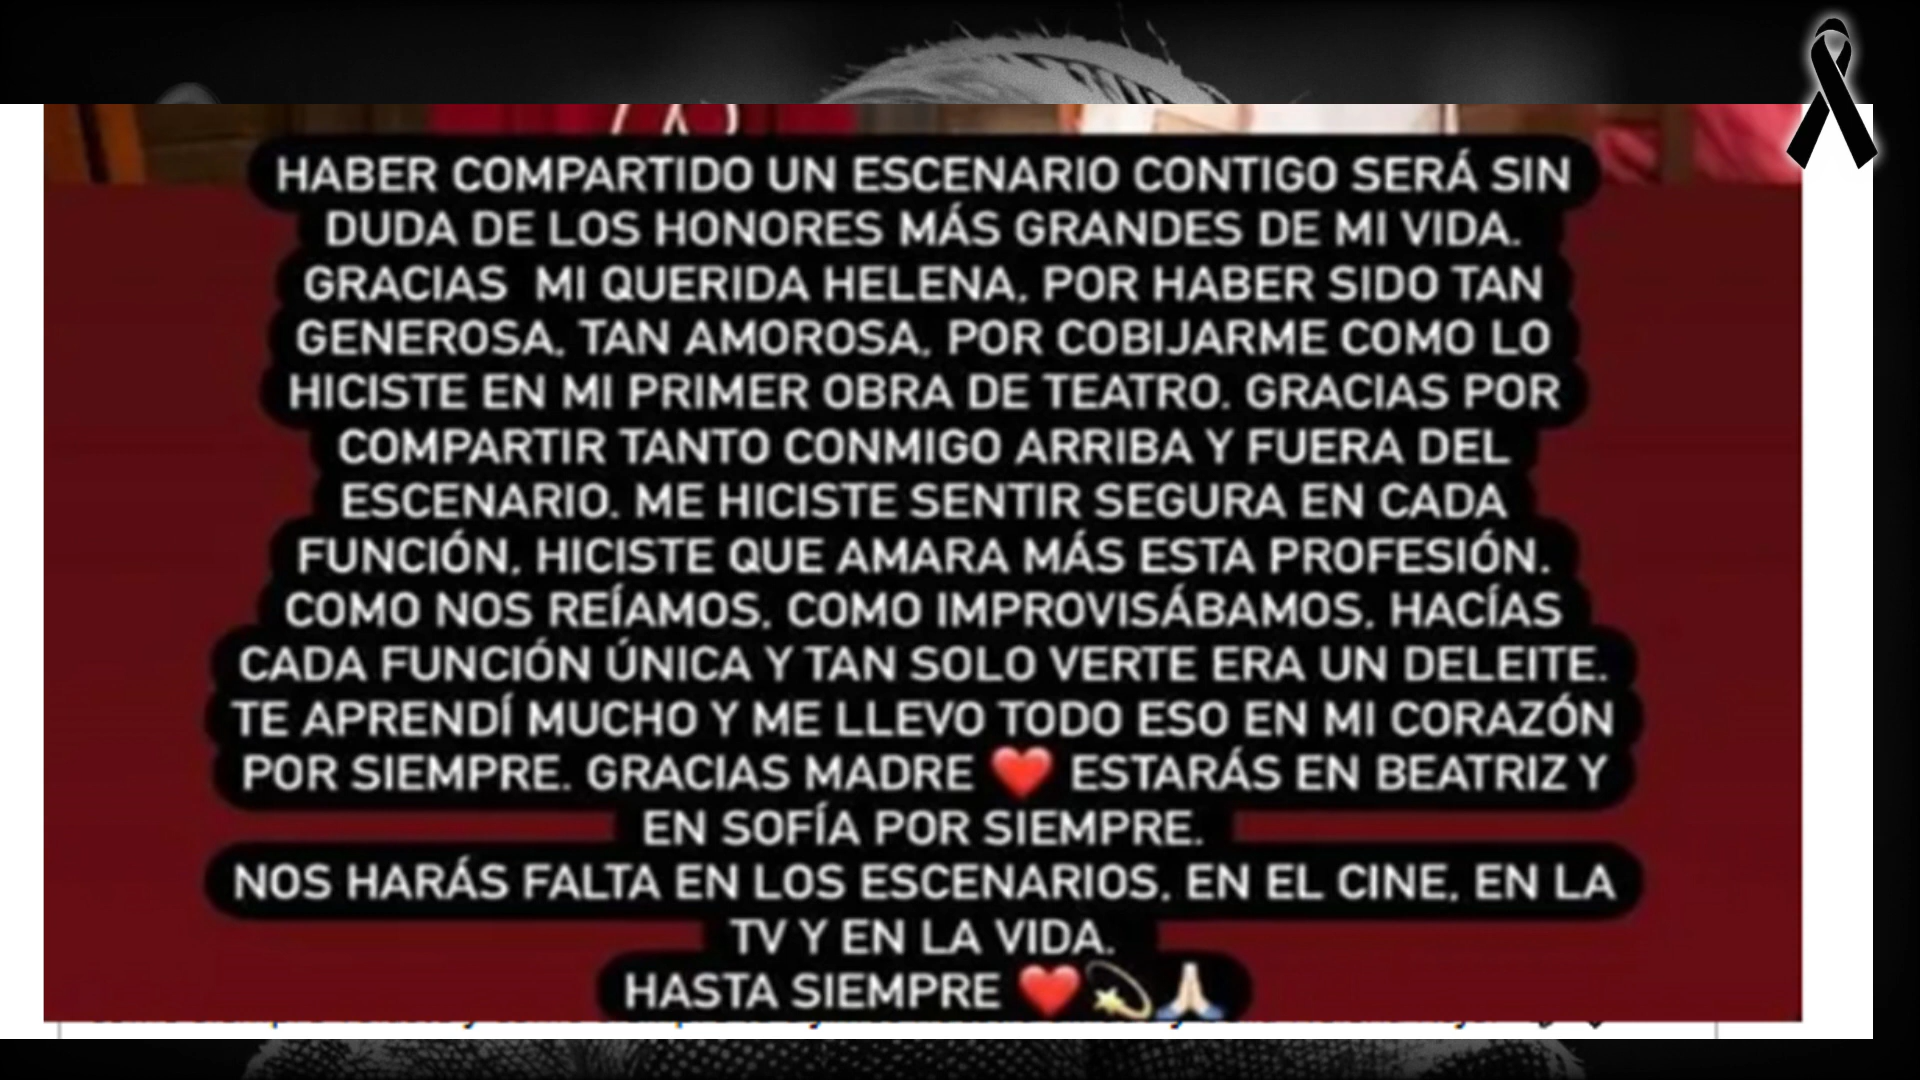 HABER COMPARTIDO UN ESCENARIO CONTIGO SERÁ SIN
DUDA DE LOS HONORES MÁS GRANDES DE MI VIDA.
GRACIAS MI QUERIDA HELENA, POR HABER SIDO TAN
GENEROSA, TAN AMOROSA, POR COBIJARME COMO LO
HICISTE EN MI PRIMER OBRA DE TEATRO. GRACIAS POR
COMPARTIR TANTO CONMIGO ARRIBA Y FUERA DEL
ESCENARIO. ME HICISTE SENTIR SEGURA EN CADA
FUNCIÓN, HICISTE QUE AMARA MÁS ESTA PROFESIÓN.
COMO NOS REÍAMOS, COMO IMPROVISÁBAMOS, HACÍAS
CADA FUNCIÓN ÚNICA Y TAN SOLO VERTE ERA UN DELEITE.
TE APRENDÍ MUCHO Y ME LLEVO TODO ESO EN MI CORAZÓN
POR SIEMPRE. GRACIAS MADRE ❤️ ESTARÁS EN BEATRIZ Y
EN SOFÍA POR SIEMPRE.
NOS HARÁS FALTA EN LOS ESCENARIOS, EN EL CINE, EN LA
TV Y EN LA VIDA.
HASTA SIEMPRE ❤️💫🙏🏻